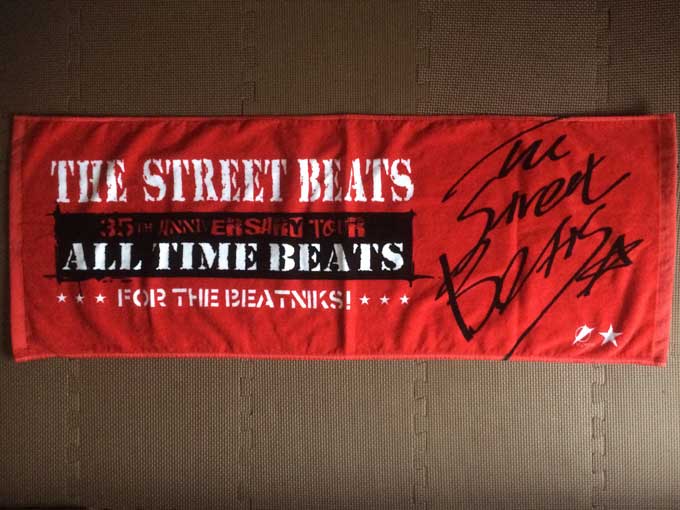 THE STREET BEATS
35TH ANNIVERSARY TOUR
ALL TIME BEATS
★ ★ ★ FOR THE BEATNIKS! ★ ★ ★
The
Street
Beats